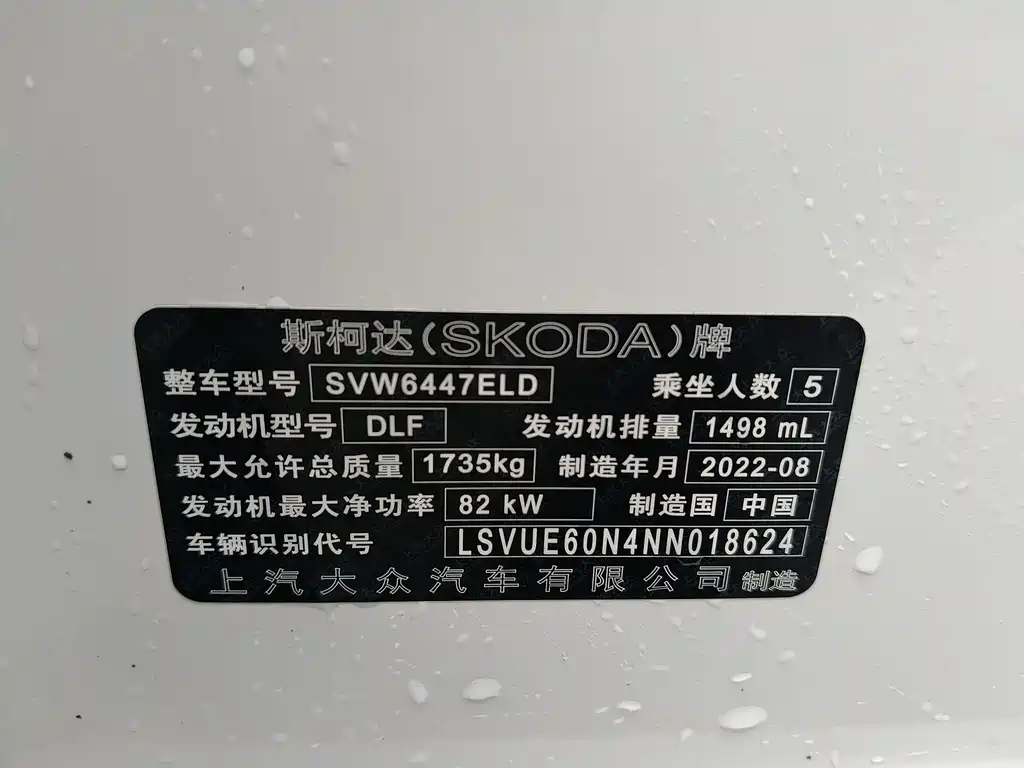 斯柯达(SKODA)牌
整车型号 SVW6447ELD 乘坐人数 5
发动机型号 DLF 发动机排量 1498 mL
最大允许总质量 1735kg 制造年月 2022-08
发动机最大净功率 82 kW 制造国 中国
车辆识别代号 LSVUE60N4NN018624
上汽大众汽车有限公司 制造